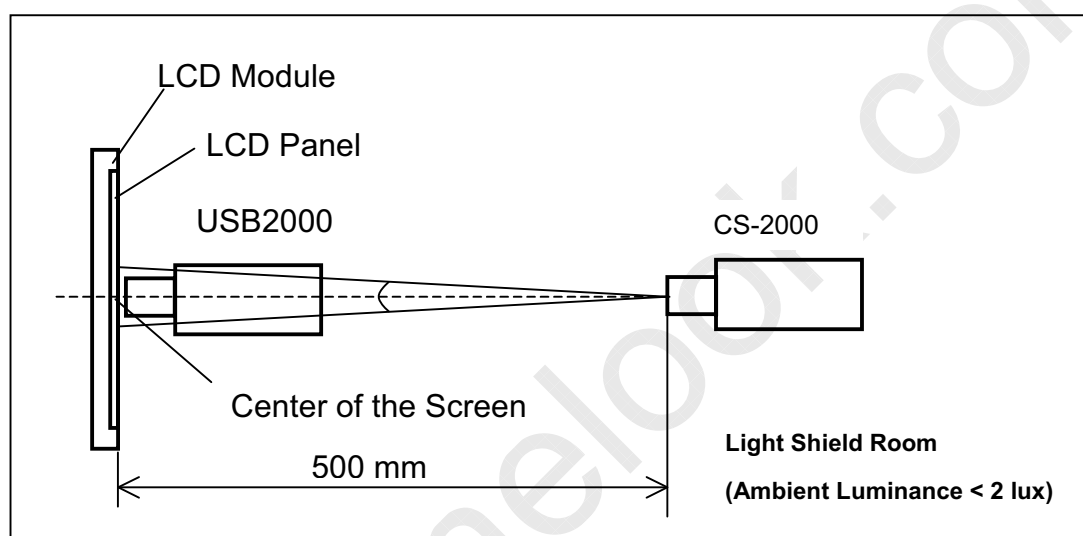 LCD Module
LCD Panel
USB2000
CS-2000
Center of the Screen
500 mm
Light Shield Room
(Ambient Luminance < 2 lux)